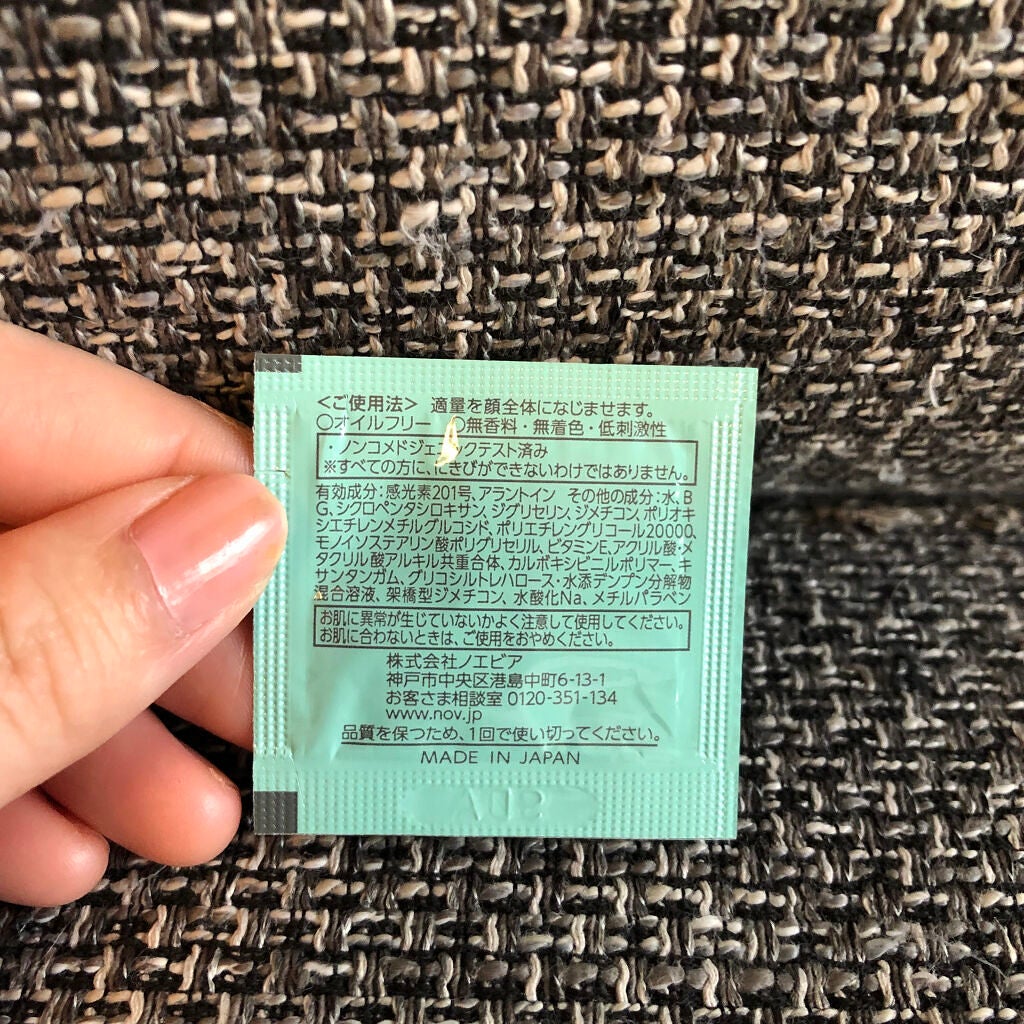 <ご使用法> 適量を顔全体になじませます。
○オイルフリー ○無香料・無着色・低刺激性
・ノンコメドジェニックテスト済み
※すべての方に、にきびができないわけではありません。
有効成分:感光素201号、アラントイン その他の成分:水、B
G、シクロペンタシロキサン、ジグリセリン、ジメチコン、ポリオキ
シエチレンメチルグルコシド、ポリエチレングリコール20000、
モノイソステアリン酸ポリグリセリル、ビタミンE、アクリル酸・メ
タクリル酸アルキル共重合体、カルボキシビニルポリマー、キ
サンタンガム、グリコシルトレハロース・水添デンプン分解物
混合溶液、架橋型ジメチコン、水酸化Na、メチルパラベン
お肌に異常が生じていないかよく注意して使用してください。
お肌に合わないときは、ご使用をおやめください。
株式会社ノエビア
神戸市中央区港島中町6-13-1
お客さま相談室 0120-351-134
www.nov.jp
品質を保つため、1回で使い切ってください。
MADE IN JAPAN